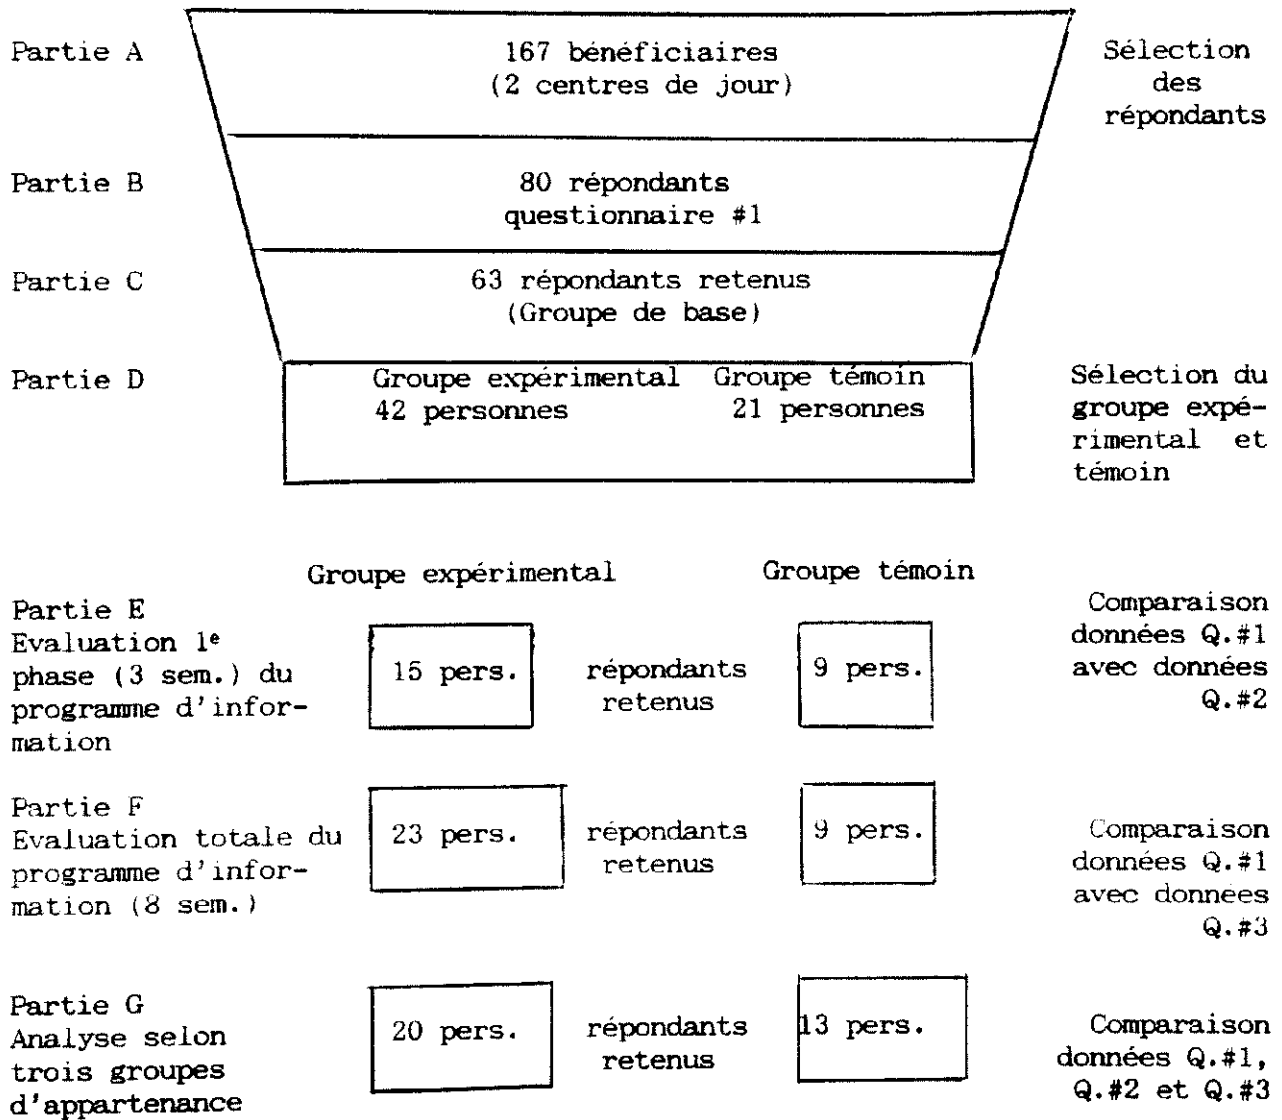 Partie A
167 bénéficiaires
(2 centres de jour)
Sélection
des
répondants
Partie B
80 répondants
questionnaire #1
Partie C
63 répondants retenus
(Groupe de base)
Partie D
Groupe expérimental Groupe témoin
42 personnes 21 personnes
Sélection du
groupe expé-
rimental et
témoin
Groupe expérimental Groupe témoin
Partie E
Evaluation 1e
phase (3 sem.) du
programme d'infor-
mation
15 pers.
répondants
retenus
9 pers.
Comparaison
données Q.#1
avec données
Q.#2
Partie F
Evaluation totale du
programme d'infor-
mation (8 sem.)
23 pers.
répondants
retenus
9 pers.
Comparaison
données Q.#1
avec données
Q.#3
Partie G
Analyse selon
trois groupes
d'appartenance
20 pers.
répondants
retenus
13 pers.
Comparaison
données Q.#1,
Q.#2 et Q.#3